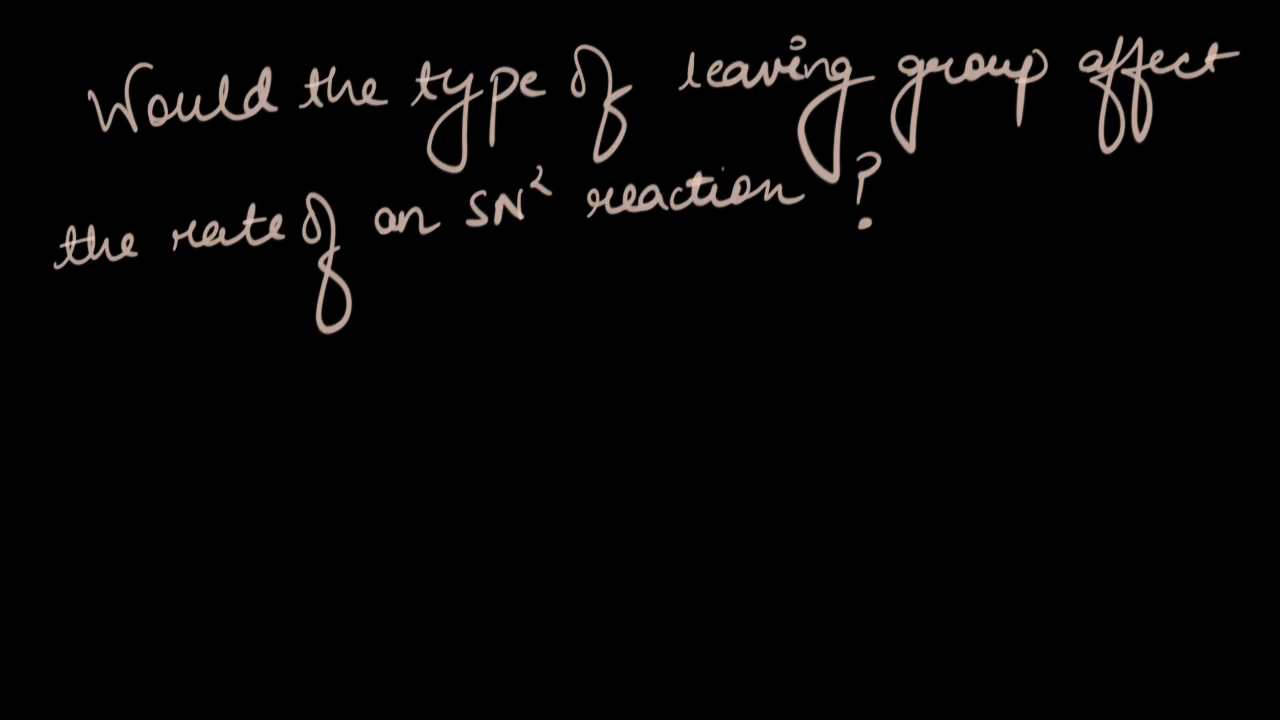 Would the type of leaving group affect
the rate of an SN² reaction ?